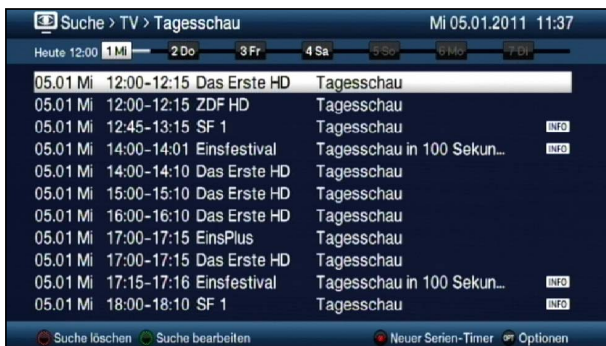 Suche > TV > Tagesschau Mi 05.01.2011 11:37
Heute 12:00 1 Mi 2 Do 3 Fr 4 Sa 5 So 6 Mo 7 Di
05.01 Mi 12:00-12:15 Das Erste HD Tagesschau
05.01 Mi 12:00-12:15 ZDF HD Tagesschau
05.01 Mi 12:45-13:15 SF 1 Tagesschau INFO
05.01 Mi 14:00-14:01 Einsfestival Tagesschau in 100 Sekun... INFO
05.01 Mi 14:00-14:10 Das Erste HD Tagesschau
05.01 Mi 15:00-15:10 Das Erste HD Tagesschau
05.01 Mi 16:00-16:10 Das Erste HD Tagesschau
05.01 Mi 17:00-17:15 EinsPlus Tagesschau
05.01 Mi 17:00-17:15 Das Erste HD Tagesschau
05.01 Mi 17:15-17:16 Einsfestival Tagesschau in 100 Sekun... INFO
05.01 Mi 18:00-18:10 SF 1 Tagesschau INFO
Suche löschen Suche bearbeiten Neuer Serien-Timer OPT Optionen